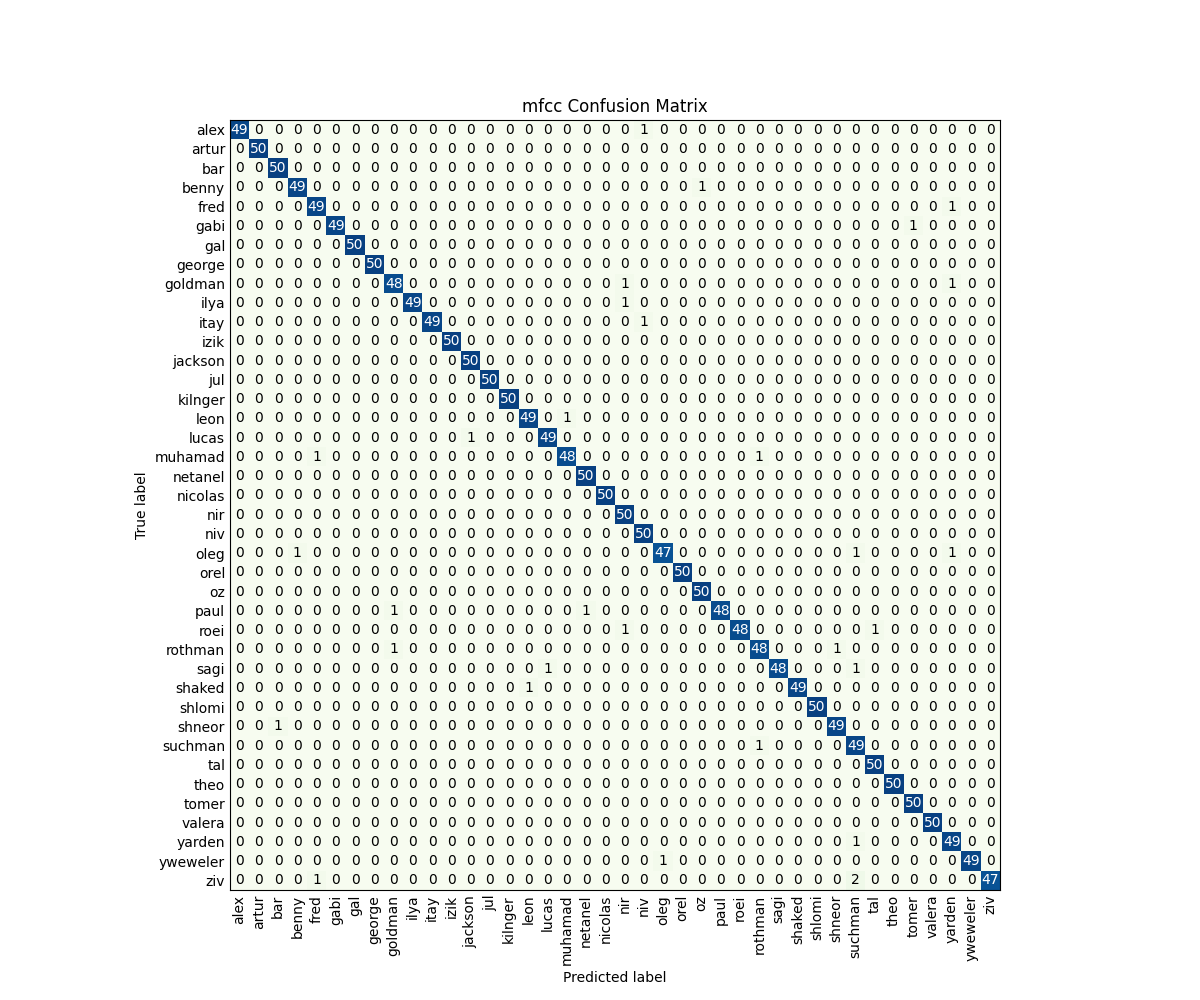 mfcc Confusion Matrix
alex 49 0 0 0 0 0 0 0 0 0 0 0 0 0 0 0 0 0 0 0 0 1 0 0 0 0 0 0 0 0 0 0 0 0 0 0 0 0 0 0
artur 0 50 0 0 0 0 0 0 0 0 0 0 0 0 0 0 0 0 0 0 0 0 0 0 0 0 0 0 0 0 0 0 0 0 0 0 0 0 0 0
bar 0 0 50 0 0 0 0 0 0 0 0 0 0 0 0 0 0 0 0 0 0 0 0 0 0 0 0 0 0 0 0 0 0 0 0 0 0 0 0 0
benny 0 0 0 49 0 0 0 0 0 0 0 0 0 0 0 0 0 0 0 0 0 0 0 0 1 0 0 0 0 0 0 0 0 0 0 0 0 0 0 0
fred 0 0 0 0 49 0 0 0 0 0 0 0 0 0 0 0 0 0 0 0 0 0 0 0 0 0 0 0 0 0 0 0 0 0 0 0 0 1 0 0
gabi 0 0 0 0 0 49 0 0 0 0 0 0 0 0 0 0 0 0 0 0 0 0 0 0 0 0 0 0 0 0 0 0 0 0 0 1 0 0 0 0
gal 0 0 0 0 0 0 50 0 0 0 0 0 0 0 0 0 0 0 0 0 0 0 0 0 0 0 0 0 0 0 0 0 0 0 0 0 0 0 0 0
george 0 0 0 0 0 0 0 50 0 0 0 0 0 0 0 0 0 0 0 0 0 0 0 0 0 0 0 0 0 0 0 0 0 0 0 0 0 0 0 0
goldman 0 0 0 0 0 0 0 0 48 0 0 0 0 0 0 0 0 0 0 0 1 0 0 0 0 0 0 0 0 0 0 0 0 0 0 0 0 1 0 0
ilya 0 0 0 0 0 0 0 0 0 49 0 0 0 0 0 0 0 0 0 0 1 0 0 0 0 0 0 0 0 0 0 0 0 0 0 0 0 0 0 0
itay 0 0 0 0 0 0 0 0 0 0 49 0 0 0 0 0 0 0 0 0 0 1 0 0 0 0 0 0 0 0 0 0 0 0 0 0 0 0 0 0
izik 0 0 0 0 0 0 0 0 0 0 0 50 0 0 0 0 0 0 0 0 0 0 0 0 0 0 0 0 0 0 0 0 0 0 0 0 0 0 0 0
jackson 0 0 0 0 0 0 0 0 0 0 0 0 50 0 0 0 0 0 0 0 0 0 0 0 0 0 0 0 0 0 0 0 0 0 0 0 0 0 0 0
jul 0 0 0 0 0 0 0 0 0 0 0 0 0 50 0 0 0 0 0 0 0 0 0 0 0 0 0 0 0 0 0 0 0 0 0 0 0 0 0 0
kilnger 0 0 0 0 0 0 0 0 0 0 0 0 0 0 50 0 0 0 0 0 0 0 0 0 0 0 0 0 0 0 0 0 0 0 0 0 0 0 0 0
leon 0 0 0 0 0 0 0 0 0 0 0 0 0 0 0 49 0 1 0 0 0 0 0 0 0 0 0 0 0 0 0 0 0 0 0 0 0 0 0 0
lucas 0 0 0 0 0 0 0 0 0 0 0 0 1 0 0 0 49 0 0 0 0 0 0 0 0 0 0 0 0 0 0 0 0 0 0 0 0 0 0 0
muhamad 0 0 0 0 1 0 0 0 0 0 0 0 0 0 0 0 0 48 0 0 0 0 0 0 0 0 0 1 0 0 0 0 0 0 0 0 0 0 0 0
netanel 0 0 0 0 0 0 0 0 0 0 0 0 0 0 0 0 0 0 50 0 0 0 0 0 0 0 0 0 0 0 0 0 0 0 0 0 0 0 0 0
nicolas 0 0 0 0 0 0 0 0 0 0 0 0 0 0 0 0 0 0 0 50 0 0 0 0 0 0 0 0 0 0 0 0 0 0 0 0 0 0 0 0
nir 0 0 0 0 0 0 0 0 0 0 0 0 0 0 0 0 0 0 0 0 50 0 0 0 0 0 0 0 0 0 0 0 0 0 0 0 0 0 0 0
niv 0 0 0 0 0 0 0 0 0 0 0 0 0 0 0 0 0 0 0 0 0 50 0 0 0 0 0 0 0 0 0 0 0 0 0 0 0 0 0 0
oleg 0 0 0 1 0 0 0 0 0 0 0 0 0 0 0 0 0 0 0 0 0 0 47 0 0 0 0 0 0 0 0 0 1 0 0 0 0 1 0 0
orel 0 0 0 0 0 0 0 0 0 0 0 0 0 0 0 0 0 0 0 0 0 0 0 50 0 0 0 0 0 0 0 0 0 0 0 0 0 0 0 0
oz 0 0 0 0 0 0 0 0 0 0 0 0 0 0 0 0 0 0 0 0 0 0 0 0 50 0 0 0 0 0 0 0 0 0 0 0 0 0 0 0
paul 0 0 0 0 0 0 0 0 1 0 0 0 0 0 0 0 0 0 1 0 0 0 0 0 0 48 0 0 0 0 0 0 0 0 0 0 0 0 0 0
roei 0 0 0 0 0 0 0 0 0 0 0 0 0 0 0 0 0 0 0 0 1 0 0 0 0 0 48 0 0 0 0 0 0 1 0 0 0 0 0 0
rothman 0 0 0 0 0 0 0 0 1 0 0 0 0 0 0 0 0 0 0 0 0 0 0 0 0 0 0 48 0 0 0 1 0 0 0 0 0 0 0 0
sagi 0 0 0 0 0 0 0 0 0 0 0 0 0 0 0 0 1 0 0 0 0 0 0 0 0 0 0 0 48 0 0 0 1 0 0 0 0 0 0 0
shaked 0 0 0 0 0 0 0 0 0 0 0 0 0 0 0 1 0 0 0 0 0 0 0 0 0 0 0 0 0 49 0 0 0 0 0 0 0 0 0 0
shlomi 0 0 0 0 0 0 0 0 0 0 0 0 0 0 0 0 0 0 0 0 0 0 0 0 0 0 0 0 0 0 50 0 0 0 0 0 0 0 0 0
shneor 0 0 1 0 0 0 0 0 0 0 0 0 0 0 0 0 0 0 0 0 0 0 0 0 0 0 0 0 0 0 0 49 0 0 0 0 0 0 0 0
suchman 0 0 0 0 0 0 0 0 0 0 0 0 0 0 0 0 0 0 0 0 0 0 0 0 0 0 0 1 0 0 0 0 49 0 0 0 0 0 0 0
tal 0 0 0 0 0 0 0 0 0 0 0 0 0 0 0 0 0 0 0 0 0 0 0 0 0 0 0 0 0 0 0 0 0 50 0 0 0 0 0 0
theo 0 0 0 0 0 0 0 0 0 0 0 0 0 0 0 0 0 0 0 0 0 0 0 0 0 0 0 0 0 0 0 0 0 0 50 0 0 0 0 0
tomer 0 0 0 0 0 0 0 0 0 0 0 0 0 0 0 0 0 0 0 0 0 0 0 0 0 0 0 0 0 0 0 0 0 0 0 50 0 0 0 0
valera 0 0 0 0 0 0 0 0 0 0 0 0 0 0 0 0 0 0 0 0 0 0 0 0 0 0 0 0 0 0 0 0 0 0 0 0 50 0 0 0
yarden 0 0 0 0 0 0 0 0 0 0 0 0 0 0 0 0 0 0 0 0 0 0 0 0 0 0 0 0 0 0 0 0 1 0 0 0 0 49 0 0
yweweler 0 0 0 0 0 0 0 0 0 0 0 0 0 0 0 0 0 0 0 0 0 0 1 0 0 0 0 0 0 0 0 0 0 0 0 0 0 0 49 0
ziv 0 0 0 0 1 0 0 0 0 0 0 0 0 0 0 0 0 0 0 0 0 0 0 0 0 0 0 0 0 0 0 0 2 0 0 0 0 0 0 47
True label
alex artur bar benny fred gabi gal george goldman ilya itay izik jackson jul kilnger leon lucas muhamad netanel nicolas nir niv oleg orel oz paul roei rothman sagi shaked shlomi shneor suchman tal theo tomer valera yarden yweweler ziv
Predicted label